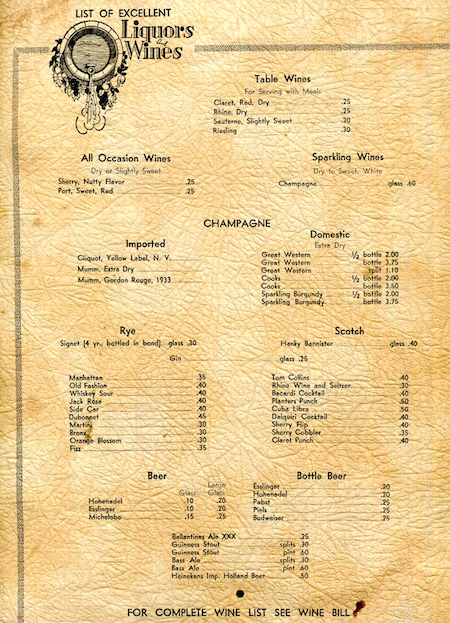 LIST OF EXCELLENT
Liquors and Wines
Table Wines
For Serving with Meals
Claret, Red, Dry .25
Rhine, Dry .25
Sauterne, Slightly Sweet .30
Riesling .30
All Occasion Wines
Dry or Slightly Sweet
Sherry, Nutty Flavor .25
Port, Sweet, Red .25
Sparkling Wines
Dry to Sweet, White
Champagne glass .60
CHAMPAGNE
Imported
Cliquot, Yellow Label, N. V.
Mumm, Extra Dry
Mumm, Gordon Rouge, 1933
Domestic
Extra Dry
Great Western ½ bottle 2.00
Great Western bottle 3.75
Great Western split 1.10
Cooks ½ bottle 2.00
Cooks bottle 3.50
Sparkling Burgundy ½ bottle 2.00
Sparkling Burgundy bottle 3.75
Rye
Signet (4 yr., bottled in bond) glass .30
Scotch
Hanky Bannister glass .40
Gin glass .25
Manhattan .35
Old Fashion .40
Whiskey Sour .40
Jack Rose .40
Side Car .40
Dubonnet .45
Martini .30
Bronx .30
Orange Blossom .30
Fizz .35
Tom Collins .40
Rhine Wine and Seltzer .30
Bacardi Cocktail .40
Planters Punch .50
Cuba Libre .50
Daiquiri Cocktail .40
Sherry Flip .40
Sherry Cobbler .35
Claret Punch .40
Beer
Glass Large Glass
Hohenadel .10 .20
Esslinger .10 .20
Michelobe .15 .25
Bottle Beer
Esslinger .20
Hohenadel .20
Pabst .25
Piels .25
Budweiser .25
Ballantines Ale XXX .25
Guinness Stout splits .30
Guinness Stout pint .60
Bass Ale splits .30
Bass Ale pint .60
Heinekens Imp. Holland Beer .50
FOR COMPLETE WINE LIST SEE WINE BILL